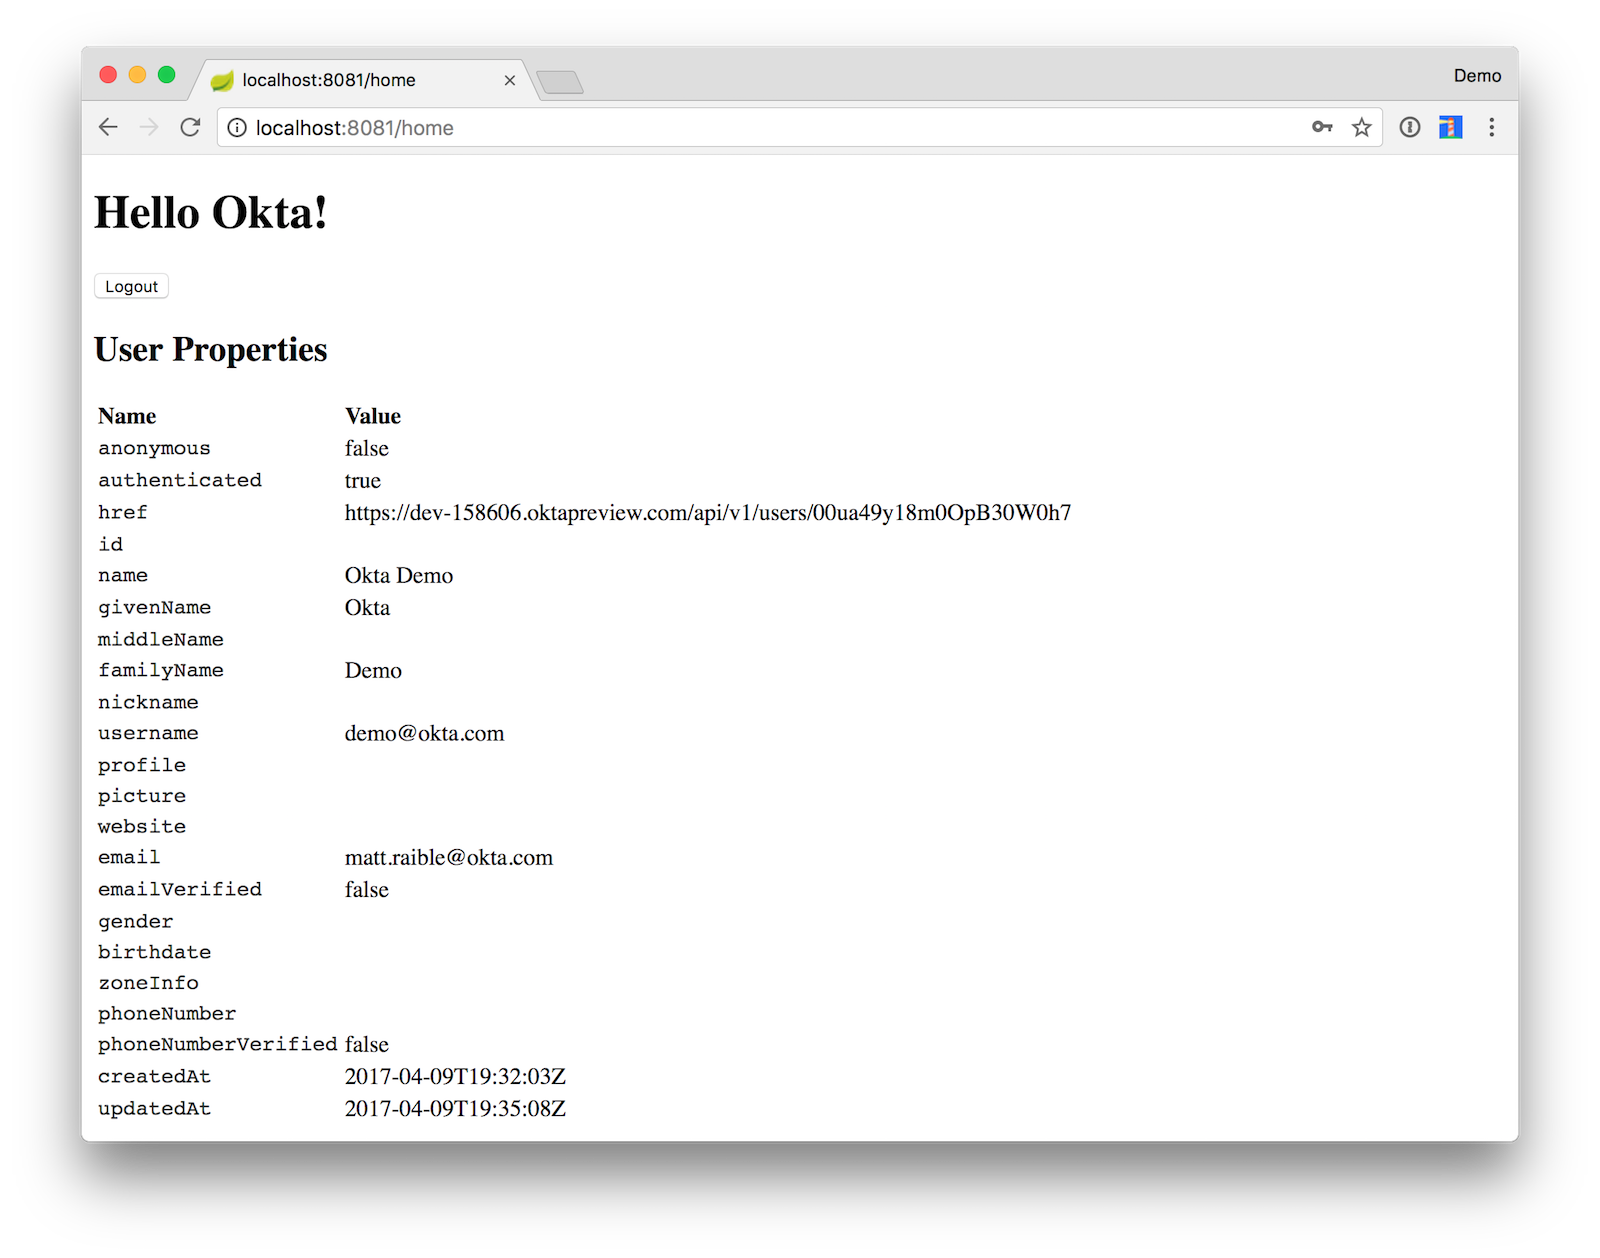 localhost:8081/home
Demo
localhost:8081/home
Hello Okta!
Logout
User Properties
Name Value
anonymous false
authenticated true
href https://dev-158606.oktapreview.com/api/v1/users/00ua49y18m0OpB30W0h7
id
name Okta Demo
givenName Okta
middleName
familyName Demo
nickname
username demo@okta.com
profile
picture
website
email matt.raible@okta.com
emailVerified false
gender
birthdate
zoneInfo
phoneNumber
phoneNumberVerified false
createdAt 2017-04-09T19:32:03Z
updatedAt 2017-04-09T19:35:08Z